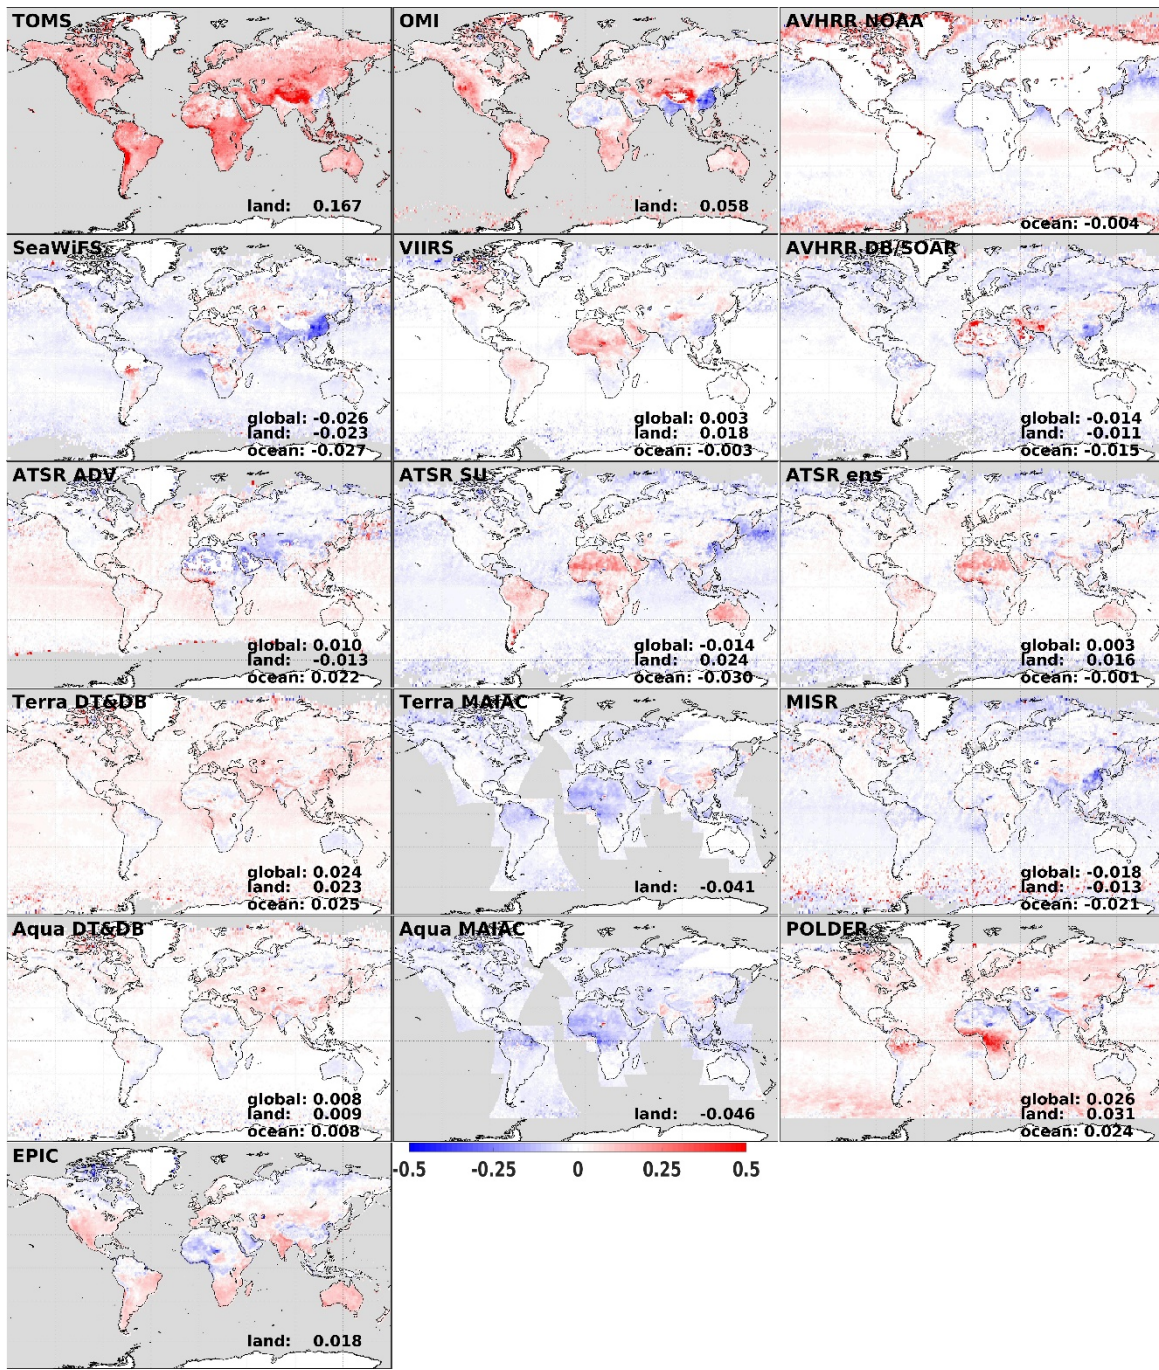 TOMS
land: 0.167
OMI
land: 0.058
AVHRR NOAA
ocean: -0.004
SeaWiFS
global: -0.026
land: -0.023
ocean: -0.027
VIIRS
global: 0.003
land: 0.018
ocean: -0.003
AVHRR DB/SOAR
global: -0.014
land: -0.011
ocean: -0.015
ATSR ADV
global: 0.010
land: -0.013
ocean: 0.022
ATSR SU
global: -0.014
land: 0.024
ocean: -0.030
ATSR ens
global: 0.003
land: 0.016
ocean: -0.001
Terra DT&DB
global: 0.024
land: 0.023
ocean: 0.025
Terra MAIAC
land: -0.041
MISR
global: -0.018
land: -0.013
ocean: -0.021
Aqua DT&DB
global: 0.008
land: 0.009
ocean: 0.008
Aqua MAIAC
land: -0.046
POLDER
global: 0.026
land: 0.031
ocean: 0.024
EPIC
land: 0.018
-0.5 -0.25 0 0.25 0.5